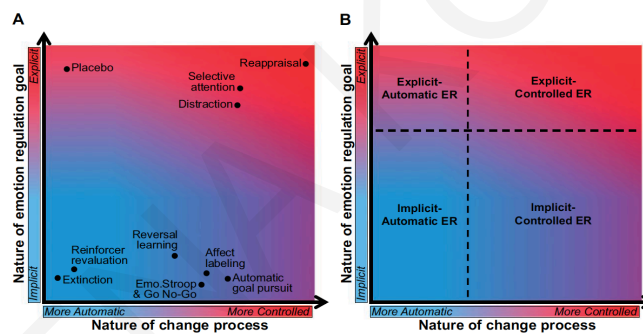 A
Nature of emotion regulation goal
Explicit
Implicit
Placebo
Reappraisal
Selective
attention
Distraction
Reversal
learning
Reinforcer
revaluation
Extinction
Affect
labeling
Emo.Stroop
& Go No-Go
Automatic
goal pursuit
More Automatic
More Controlled
Nature of change process
B
Nature of emotion regulation goal
Explicit
Implicit
Explicit-
Automatic ER
Explicit-
Controlled ER
Implicit-
Automatic ER
Implicit-
Controlled ER
More Automatic
More Controlled
Nature of change process